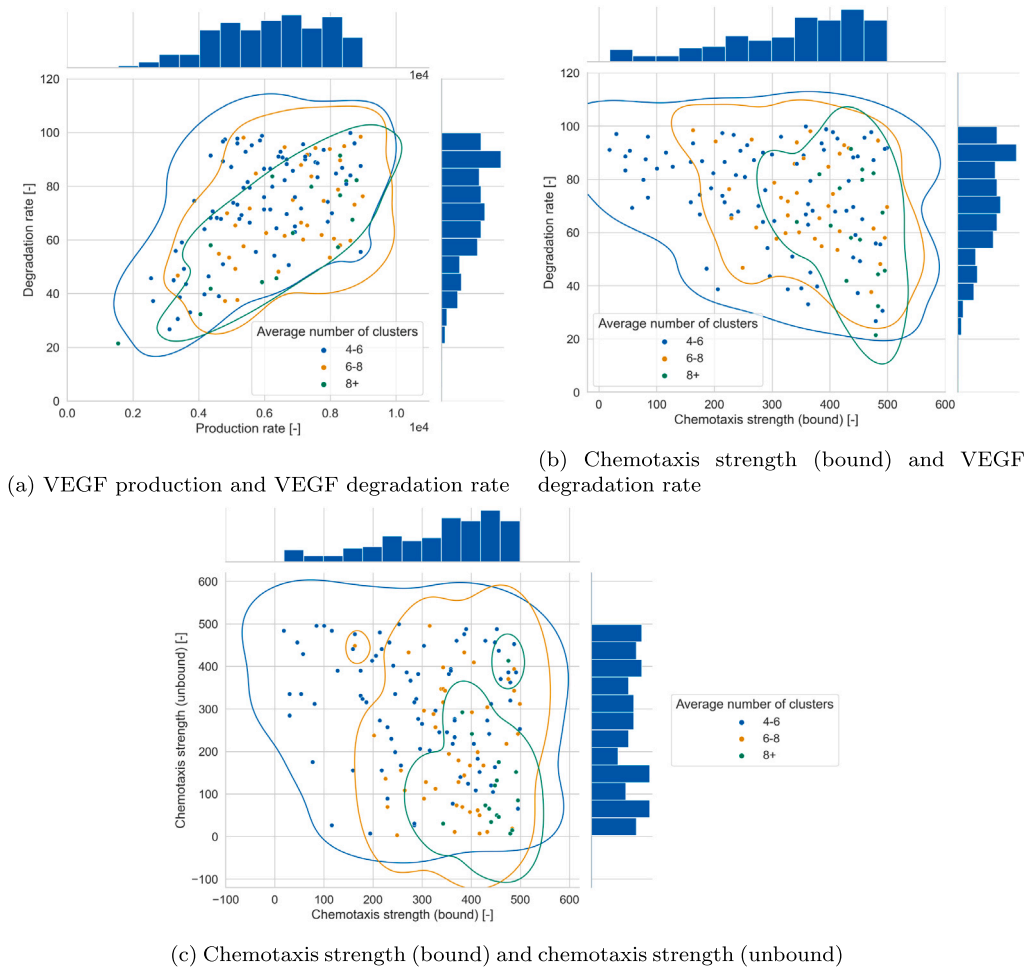 1e4
120
100
80
60
40
20
0
Degradation rate [-]
Average number of clusters
4-6
6-8
8+
0.0 0.2 0.4 0.6 0.8 1.0
Production rate [-]
1e4
(a) VEGF production and VEGF degradation rate
120
100
80
60
40
20
0
Degradation rate [-]
Average number of clusters
4-6
6-8
8+
0 100 200 300 400 500 600
Chemotaxis strength (bound) [-]
(b) Chemotaxis strength (bound) and VEGF
degradation rate
600
500
400
300
200
100
0
−100
Chemotaxis strength (unbound) [-]
−100 0 100 200 300 400 500 600
Chemotaxis strength (bound) [-]
Average number of clusters
4-6
6-8
8+
(c) Chemotaxis strength (bound) and chemotaxis strength (unbound)